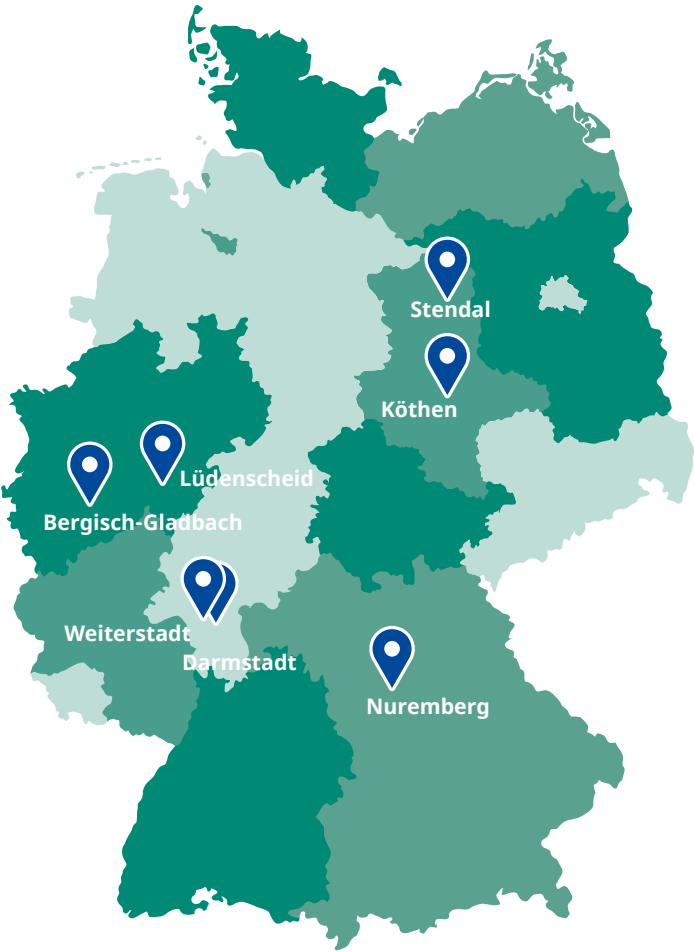 Stendal
Köthen
Lüdenscheid
Bergisch-Gladbach
Weiterstadt
Darmstadt
Nuremberg